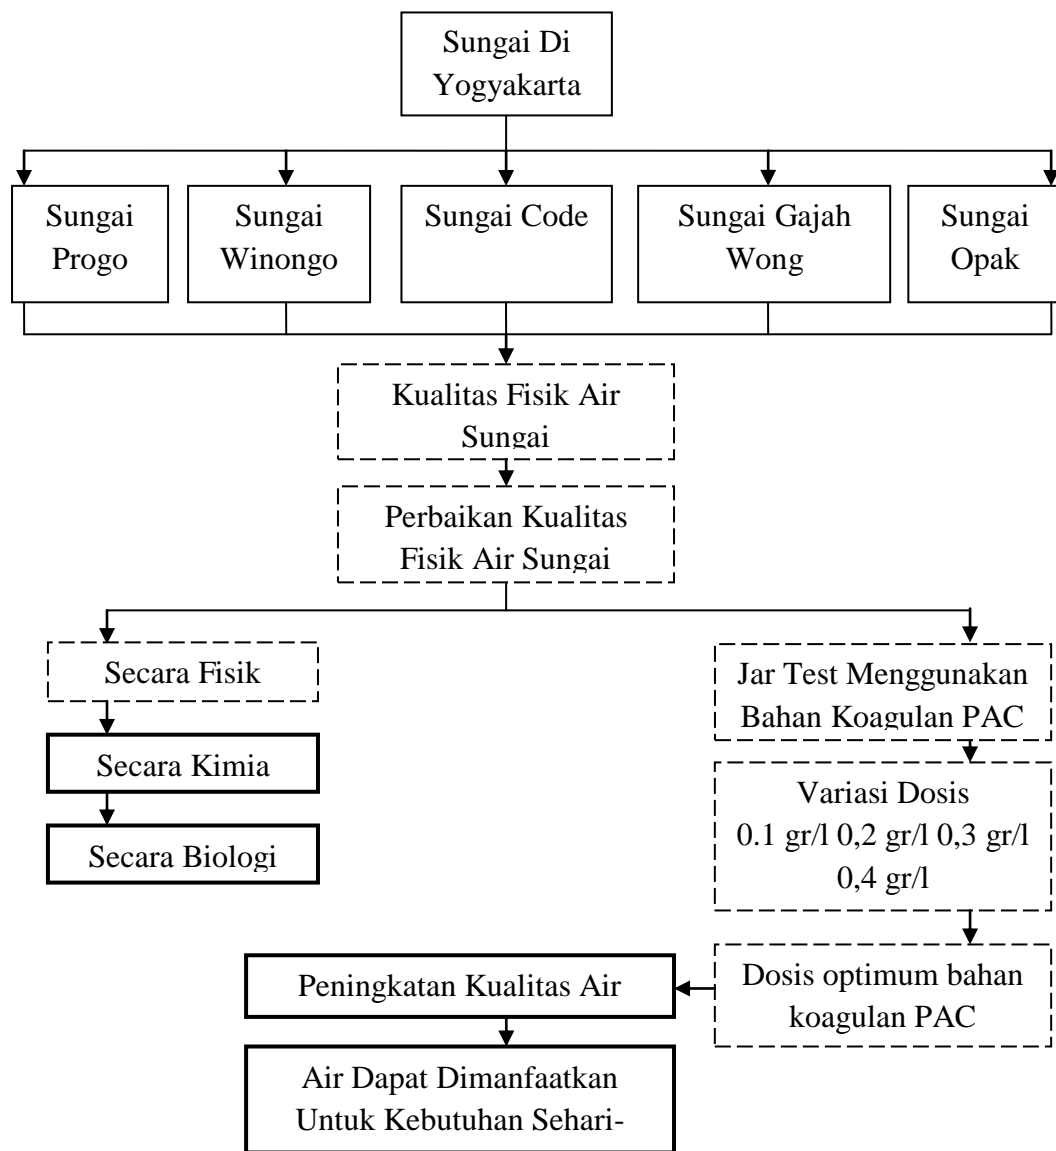 Sungai Di
Yogyakarta
Sungai
Progo
Sungai
Winongo
Sungai Code
Sungai Gajah
Wong
Sungai
Opak
Kualitas Fisik Air
Sungai
Perbaikan Kualitas
Fisik Air Sungai
Secara Fisik
Secara Kimia
Secara Biologi
Jar Test Menggunakan
Bahan Koagulan PAC
Variasi Dosis
0.1 gr/l 0,2 gr/l 0,3 gr/l
0,4 gr/l
Dosis optimum bahan
koagulan PAC
Peningkatan Kualitas Air
Air Dapat Dimanfaatkan
Untuk Kebutuhan Sehari-